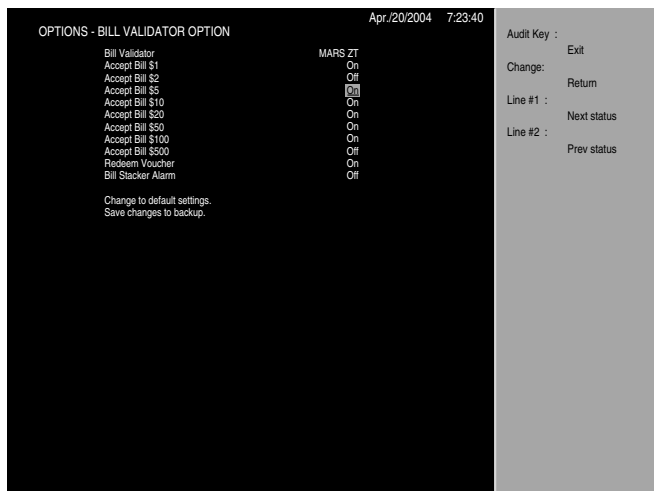 Apr./20/2004 7:23:40
OPTIONS - BILL VALIDATOR OPTION
Bill Validator MARS ZT
Accept Bill $1 On
Accept Bill $2 Off
Accept Bill $5 On
Accept Bill $10 On
Accept Bill $20 On
Accept Bill $50 On
Accept Bill $100 On
Accept Bill $500 Off
Redeem Voucher On
Bill Stacker Alarm Off
Change to default settings.
Save changes to backup.
Audit Key :
Exit
Change:
Return
Line #1 :
Next status
Line #2 :
Prev status